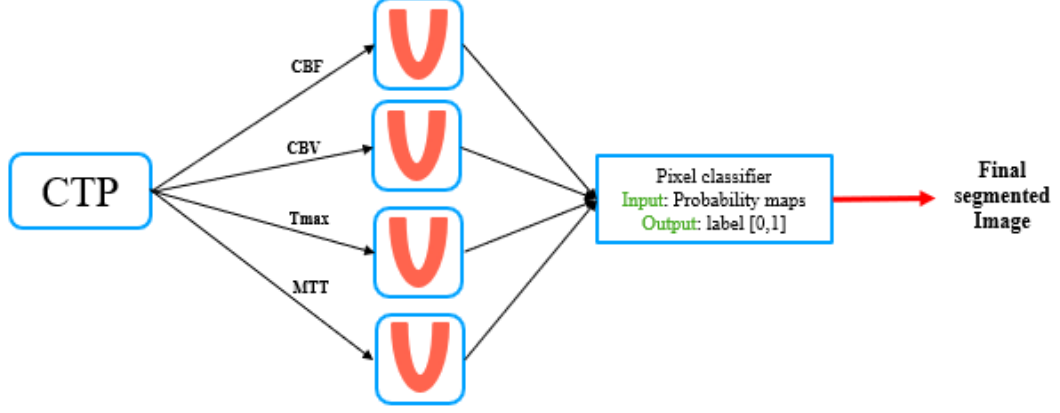 CBF
CBV
CTP
Tmax
MTT
Pixel classifier
Input: Probability maps
Output: label [0,1]
Final
segmented
Image